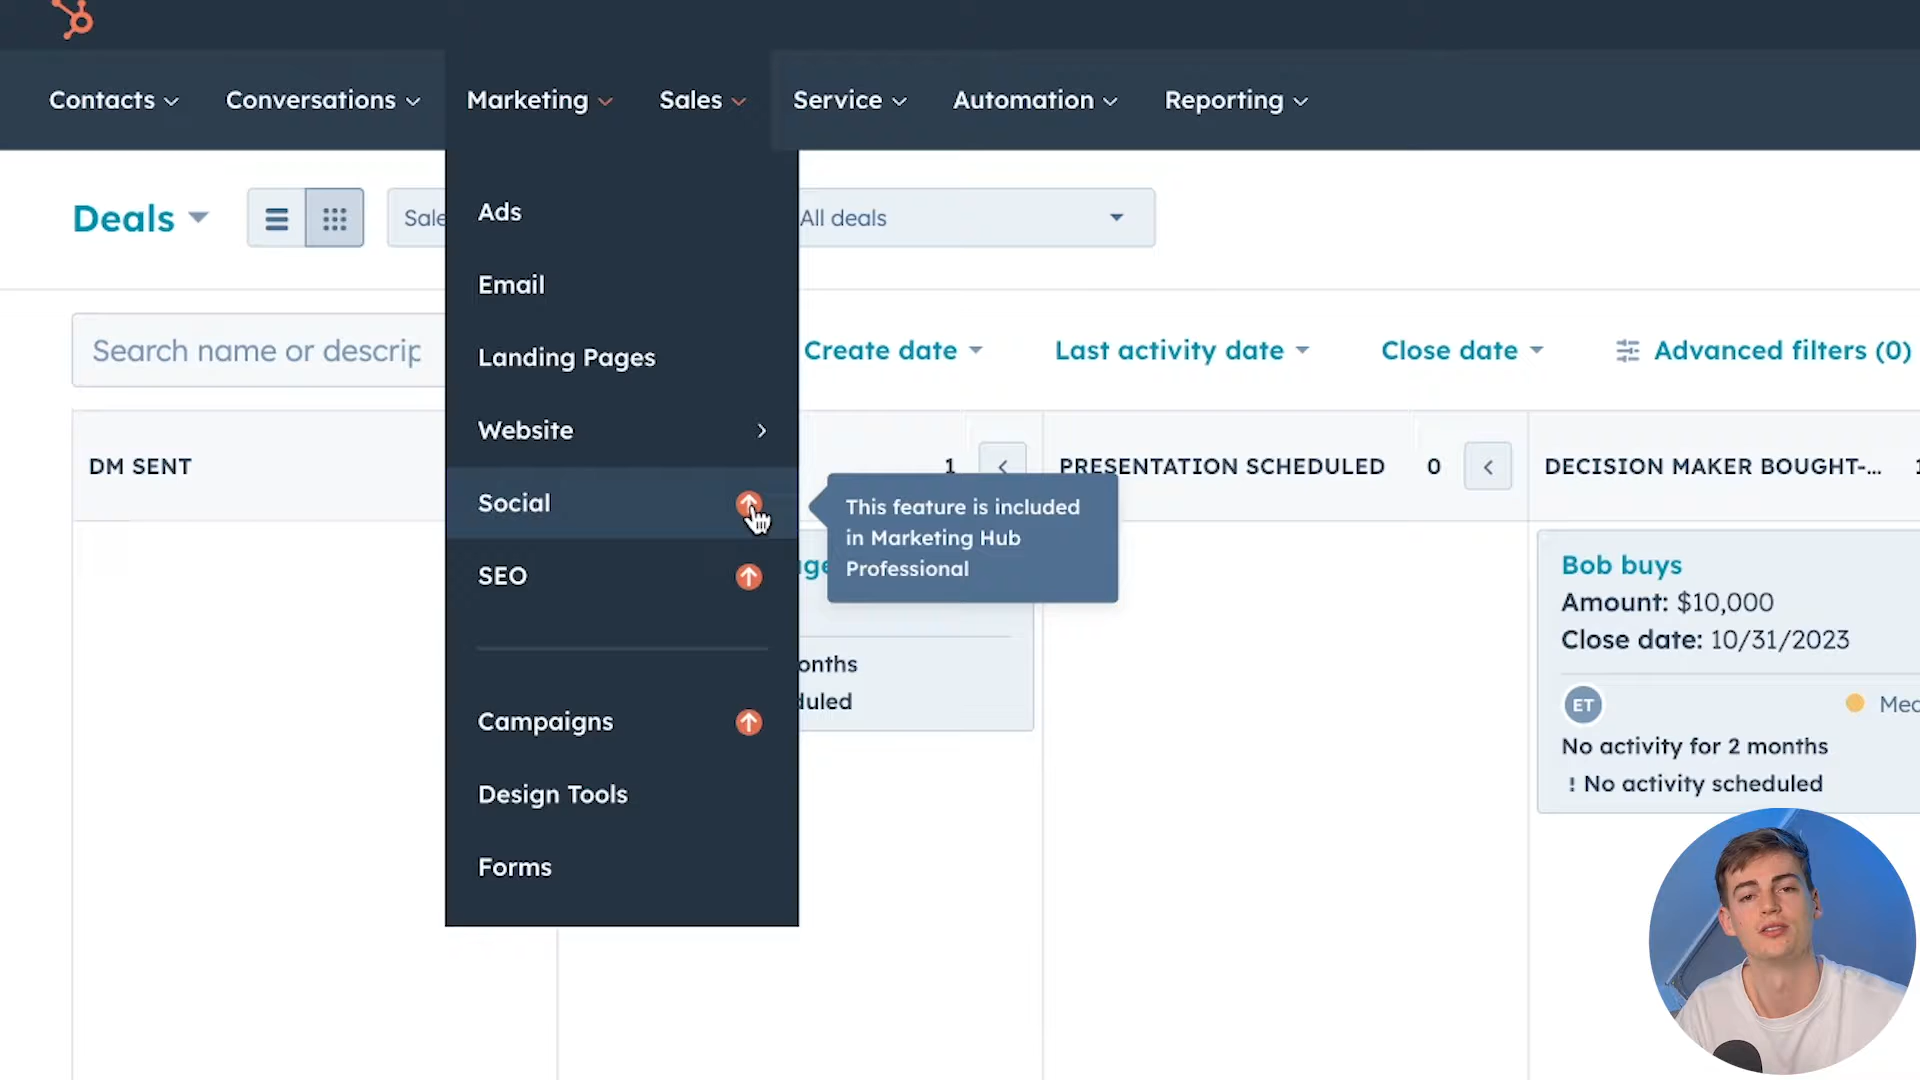 Contacts
Conversations
Marketing
Sales
Service
Automation
Reporting
Deals
Sale
All deals
Ads
Email
Landing Pages
Website
Social
SEO
Campaigns
Design Tools
Forms
Search name or descrip
Create date
Last activity date
Close date
Advanced filters (0)
DM SENT
1
PRESENTATION SCHEDULED
0
DECISION MAKER BOUGHT-...
This feature is included
in Marketing Hub
Professional
onths
duled
Bob buys
Amount: $10,000
Close date: 10/31/2023
ET
No activity for 2 months
! No activity scheduled